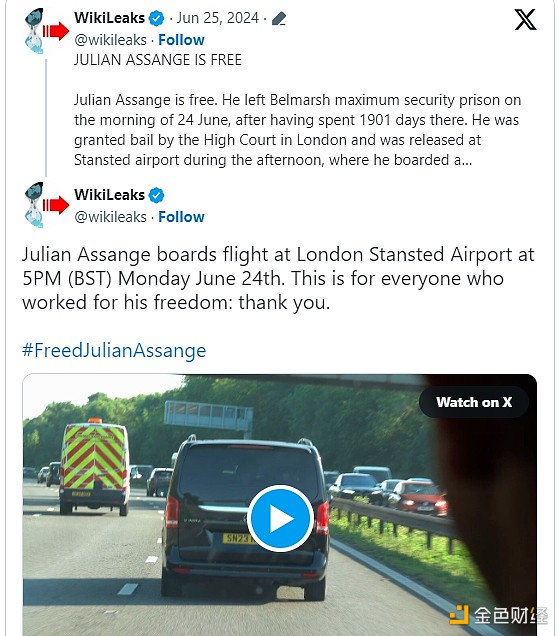 WikiLeaks · Jun 25, 2024 ·
@wikileaks · Follow
JULIAN ASSANGE IS FREE
Julian Assange is free. He left Belmarsh maximum security prison on
the morning of 24 June, after having spent 1901 days there. He was
granted bail by the High Court in London and was released at
Stansted airport during the afternoon, where he boarded a...
WikiLeaks
@wikileaks · Follow
Julian Assange boards flight at London Stansted Airport at
5PM (BST) Monday June 24th. This is for everyone who
worked for his freedom: thank you.
#FreedJulianAssange
Watch on X
SN23
金色财经